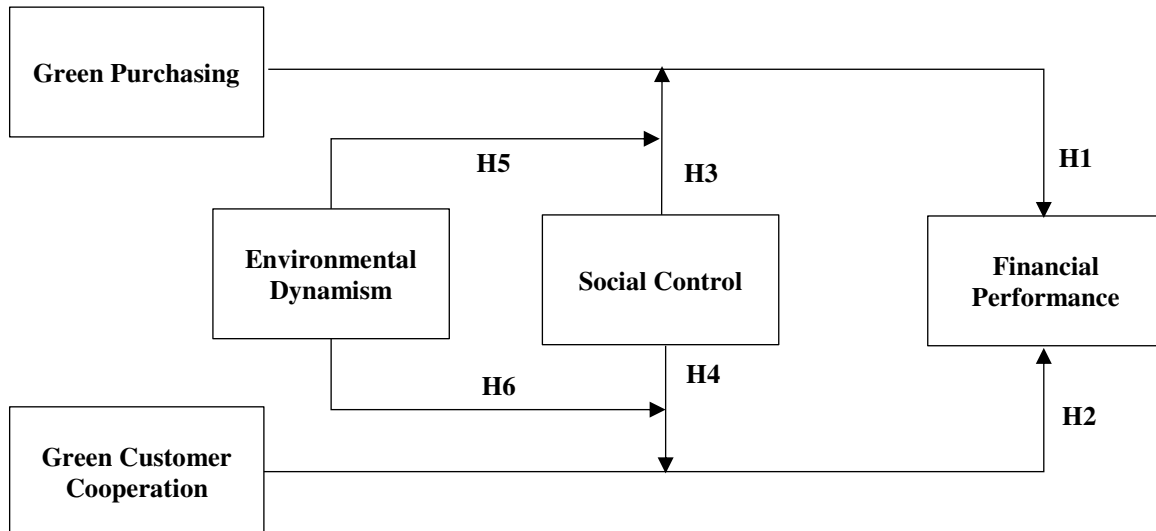 Green Purchasing
H5
H3
H1
Environmental
Dynamism
Social Control
Financial
Performance
H6
H4
H2
Green Customer
Cooperation